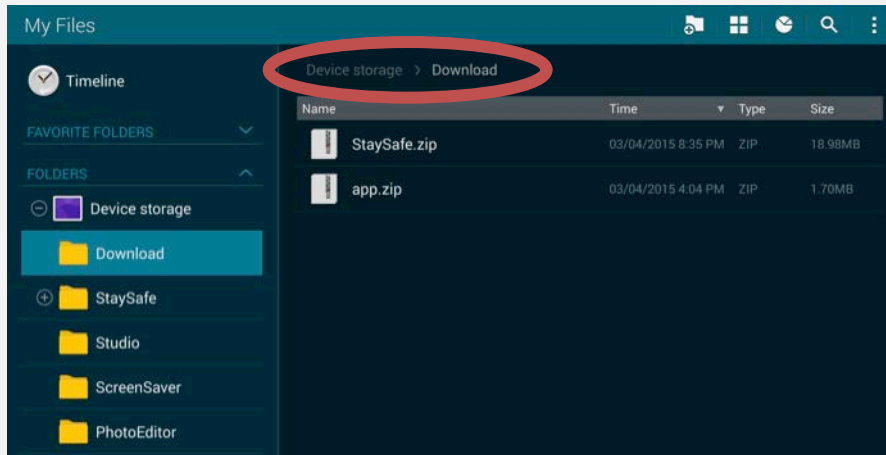 My Files
Timeline
FAVORITE FOLDERS
FOLDERS
Device storage
Download
StaySafe
Studio
ScreenSaver
PhotoEditor
Device storage > Download
Name Time Type Size
StaySafe.zip 03/04/2015 8:35 PM ZIP 18.98MB
app.zip 03/04/2015 4:04 PM ZIP 1.70MB